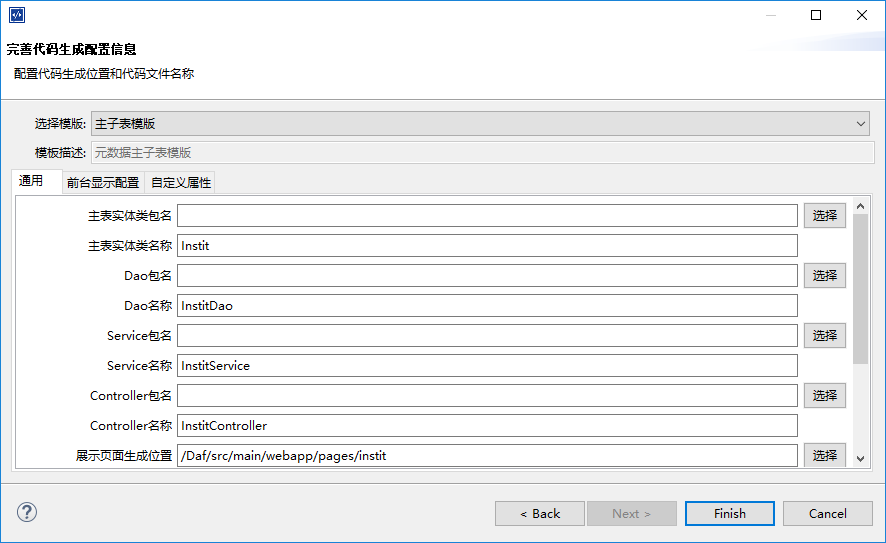 完善代码生成配置信息
配置代码生成位置和代码文件名称
选择模版: 主子表模版
模板描述: 元数据主子表模版
通用 前台显示配置 自定义属性
主表实体类包名 选择
主表实体类名称 Instit
Dao包名 选择
Dao名称 InstitDao
Service包名 选择
Service名称 InstitService
Controller包名 选择
Controller名称 InstitController
展示页面生成位置 /Daf/src/main/webapp/pages/instit 选择
? < Back Next > Finish Cancel